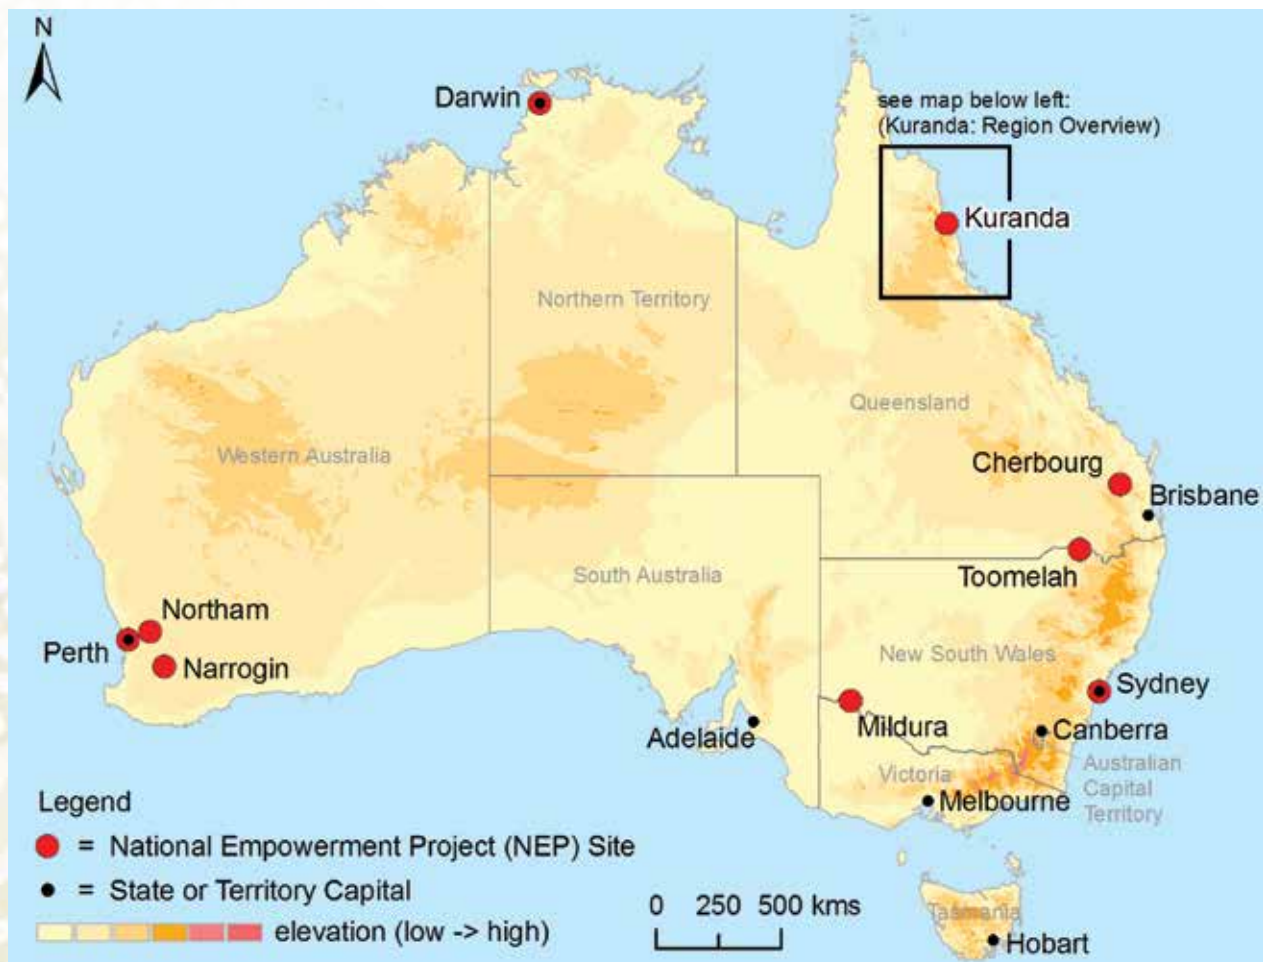 N
Darwin
see map below left:
(Kuranda: Region Overview)
Kuranda
Northern Territory
Queensland
Western Australia
Cherbourg
Brisbane
South Australia
Toomelah
Northam
Perth
Narrogin
New South Wales
Sydney
Mildura
Adelaide
Canberra
Victoria
Australian
Capital
Territory
Melbourne
Legend
= National Empowerment Project (NEP) Site
= State or Territory Capital
elevation (low -> high)
0 250 500 kms
Tasmania
Hobart